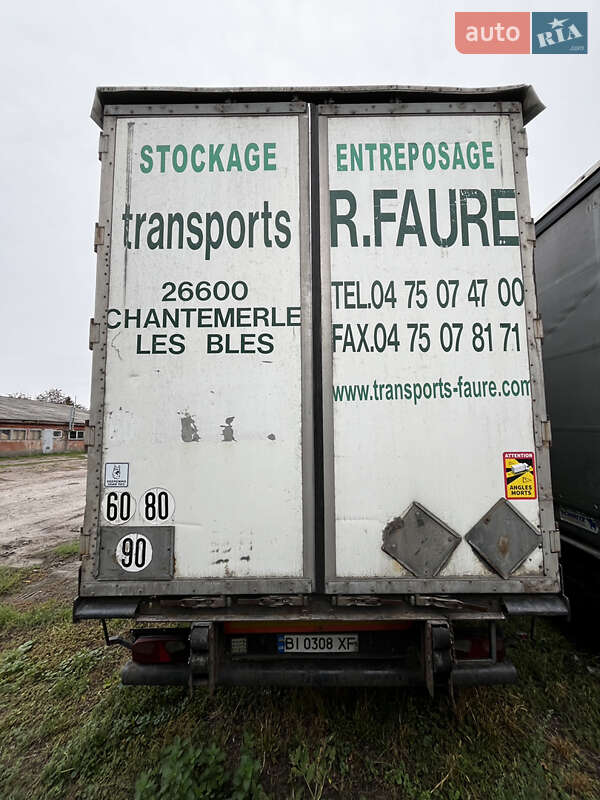 auto RIA .com
STOCKAGE
transports
26600
CHANTEMERLE
LES BLES
ENTREPOSAGE
R.FAURE
TEL.04 75 07 47 00
FAX.04 75 07 81 71
www.transports-faure.com
ATTENTION
ANGLES
MORTS
60 80
90
BI 0308 XF